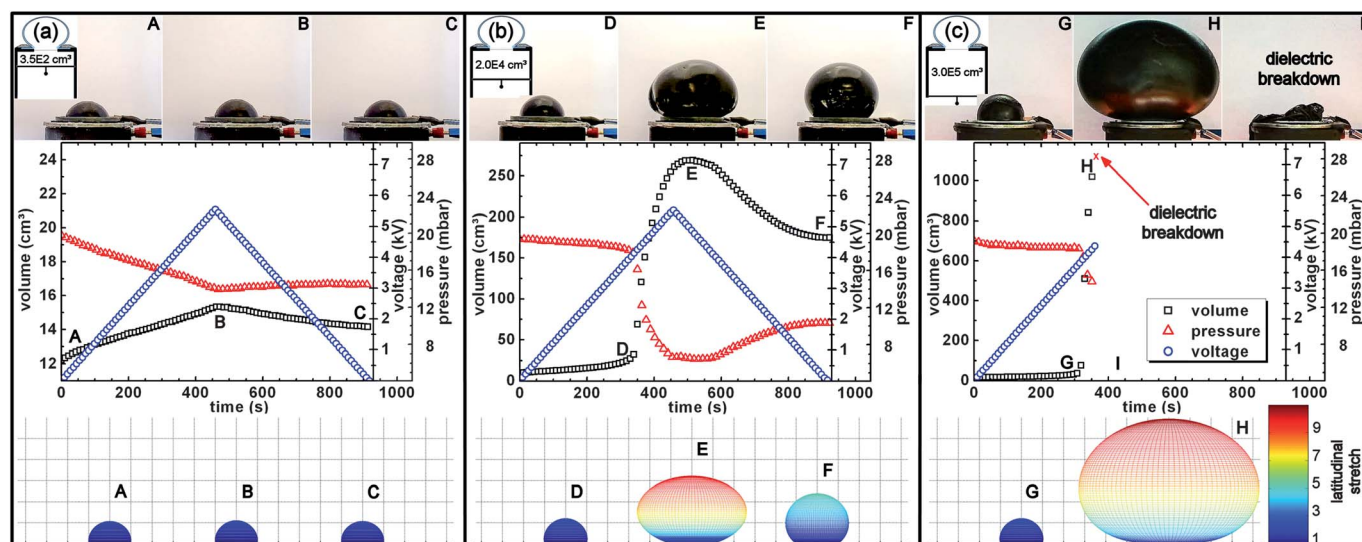 (a)
3.5E2 cm³
A
B
C
volume (cm³)
24
22
20
18
16
14
12
A
B
C
0
200
400
600
800
1000
time (s)
7
6
5
4
3
2
1
voltage (kV)
28
24
20
16
12
8
pressure (mbar)
A
B
C
(b)
2.0E4 cm³
D
E
F
volume (cm³)
250
200
150
100
50
0
D
E
F
0
200
400
600
800
1000
time (s)
7
6
5
4
3
2
1
voltage (kV)
28
24
20
16
12
8
pressure (mbar)
D
E
F
(c)
3.0E5 cm³
G
H
I
dielectric
breakdown
volume (cm³)
1000
800
600
400
200
0
H
x
dielectric
breakdown
volume
pressure
voltage
G
I
0
200
400
600
800
1000
time (s)
7
6
5
4
3
2
1
voltage (kV)
28
24
20
16
12
8
pressure (mbar)
G
H
9
7
5
3
1
latitudinal
stretch